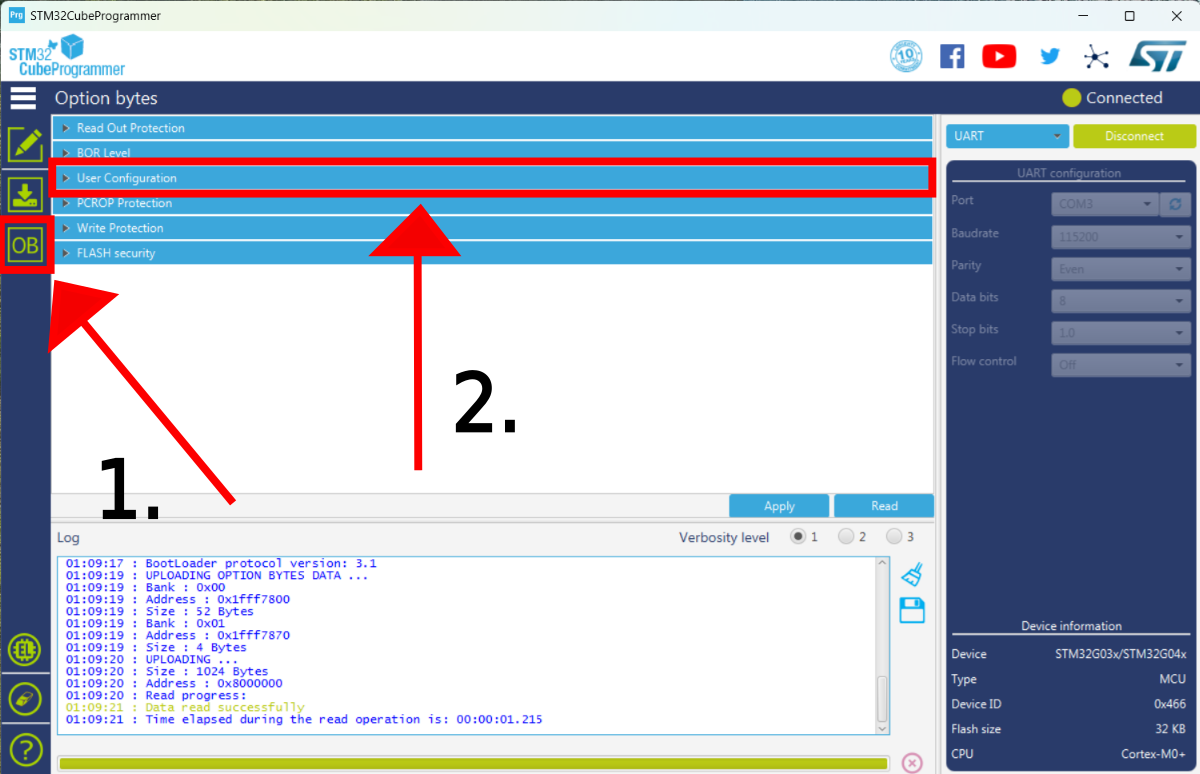 Prg STM32CubeProgrammer
STM32
CubeProgrammer
10
ST
Option bytes
Connected
Read Out Protection
BOR Level
User Configuration
PCROP Protection
Write Protection
FLASH security
OB
1.
2.
UART
Disconnect
UART configuration
Port COM3
Baudrate 115200
Parity Even
Data bits 8
Stop bits 1.0
Flow control Off
Apply Read
Log
Verbosity level 1 2 3
01:09:17 : BootLoader protocol version: 3.1
01:09:19 : UPLOADING OPTION BYTES DATA ...
01:09:19 : Bank : 0x00
01:09:19 : Address : 0x1fff7800
01:09:19 : Size : 52 Bytes
01:09:19 : Bank : 0x01
01:09:19 : Address : 0x1fff7870
01:09:19 : Size : 4 Bytes
01:09:20 : UPLOADING ...
01:09:20 : Size : 1024 Bytes
01:09:20 : Address : 0x8000000
01:09:20 : Read progress:
01:09:21 : Data read successfully
01:09:21 : Time elapsed during the read operation is: 00:00:01.215
EL
?
Device information
Device STM32G03x/STM32G04x
Type MCU
Device ID 0x466
Flash size 32 KB
CPU Cortex-M0+